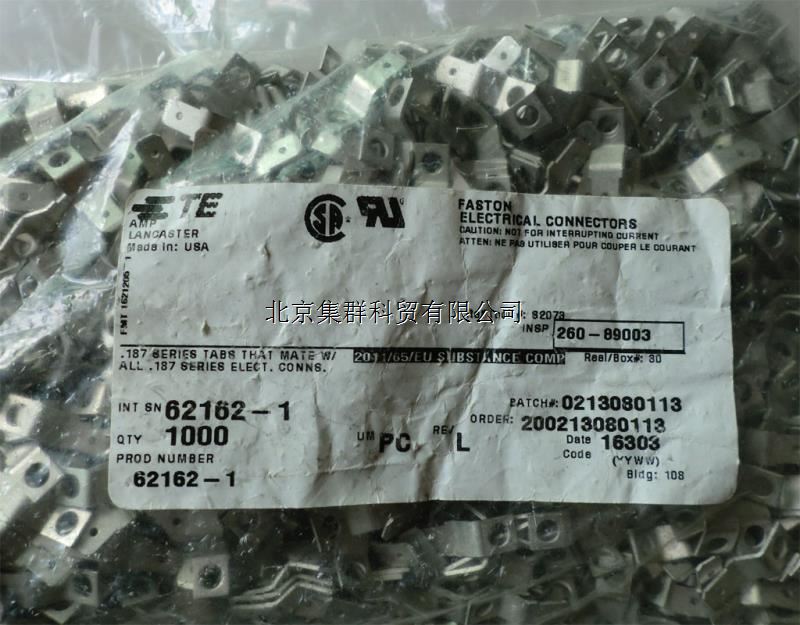 TE
AMP
LANCASTER
Made in: USA
SA
FASTON
ELECTRICAL CONNECTORS
CAUTION: NOT FOR INTERRUPTING CURRENT
ATTEN: NE PAS UTILISER POUR COUPER LE COURANT
北京集群科贸有限公司
S2073
INSP 260-89003
.187 SERIES TABS THAT MATE W/
ALL .187 SERIES ELECT. CONNS.
2011/65/EU SUBSTANCE COMP
Reel/Box#: 30
INT SN 62162-1
QTY 1000
UM PC
L
BATCH#: 0213080113
ORDER: 200213080113
Date 16303
Code (YYWW)
Bldg: 108
PROD NUMBER
62162-1